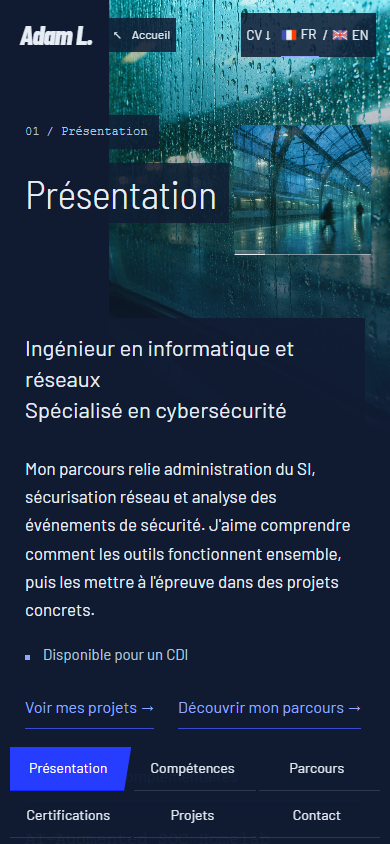 Adam L.
↖ Accueil
CV ↓ 🇫🇷 FR / 🇬🇧 EN
01 / Présentation
Présentation
Ingénieur en informatique et
réseaux
Spécialisé en cybersécurité
Mon parcours relie administration du SI,
sécurisation réseau et analyse des
événements de sécurité. J'aime comprendre
comment les outils fonctionnent ensemble,
puis les mettre à l'épreuve dans des projets
concrets.
Disponible pour un CDI
Voir mes projets → Découvrir mon parcours →
Présentation Compétences Parcours
Certifications Projets Contact